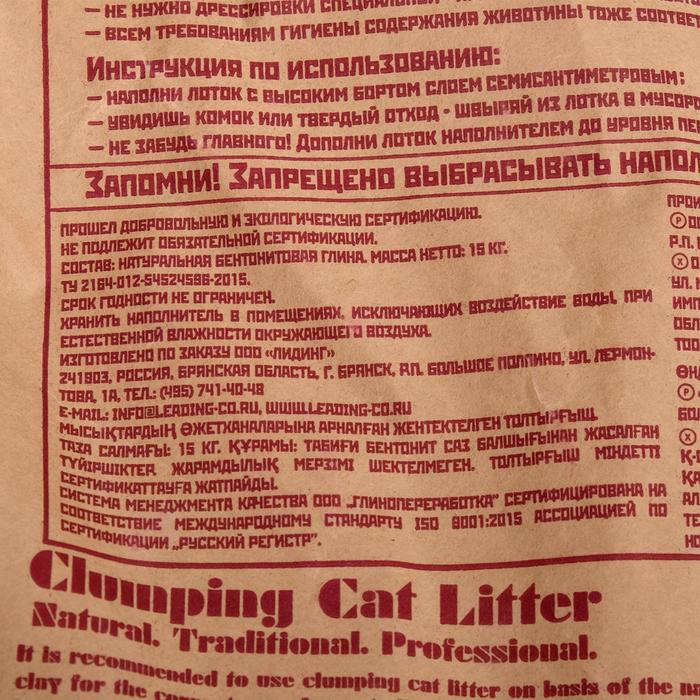 – НЕ НУЖНО ДРЕССИРОВКИ
– ВСЕМ ТРЕБОВАНИЯМ ГИГИЕНЫ СОДЕРЖАНИЯ ЖИВОТНЫ ТОЖЕ СООТВЕТ
ИНСТРУКЦИЯ ПО ИСПОЛЬЗОВАНИЮ:
– НАПОЛНИ ЛОТОК С ВЫСОКИМ БОРТОМ СЛОЕМ СЕМИСАНТИМЕТРОВЫМ:
– УВИДИШЬ КОМОК ИЛИ ТВЕРДЫЙ ОТХОД - ШВЫРЯЙ ИЗ ЛОТКА В МУСОР
– НЕ ЗАБУДЬ ГЛАВНОГО! ДОПОЛНИ ЛОТОК НАПОЛНИТЕЛЕМ ДО УРОВНЯ ПЕ
ЗАПОМНИ! ЗАПРЕЩЕНО ВЫБРАСЫВАТЬ НАПОЛ
ПРОШЕЛ ДОБРОВОЛЬНУЮ И ЭКОЛОГИЧЕСКУЮ СЕРТИФИКАЦИЮ.
НЕ ПОДЛЕЖИТ ОБЯЗАТЕЛЬНОЙ СЕРТИФИКАЦИИ.
СОСТАВ: НАТУРАЛЬНАЯ БЕНТОНИТОВАЯ ГЛИНА. МАССА НЕТТО: 15 КГ.
ТУ 2164-012-54524596-2015.
СРОК ГОДНОСТИ НЕ ОГРАНИЧЕН.
ХРАНИТЬ НАПОЛНИТЕЛЬ В ПОМЕЩЕНИЯХ, ИСКЛЮЧАЮЩИХ ВОЗДЕЙСТВИЕ ВОДЫ, ПРИ
ЕСТЕСТВЕННОЙ ВЛАЖНОСТИ ОКРУЖАЮЩЕГО ВОЗДУХА.
ИЗГОТОВЛЕНО ПО ЗАКАЗУ ООО «ЛИДИНГ»
241903, РОССИЯ, БРЯНСКАЯ ОБЛАСТЬ, Г. БРЯНСК, Р.П. БОЛЬШОЕ ПОЛПИНО, УЛ. ЛЕРМОН-
ТОВА, 1А, ТЕЛ.: (495) 741-40-48
E-MAIL: INFO@LEADING-CO.RU, WWW.LEADING-CO.RU
МЫСЫҚТАРДЫҢ ӘЖЕТХАНАЛАРЫНА АРНАЛҒАН ЖЕНТЕКТЕЛГЕН ТОЛТЫРҒЫШ
ТАЗА САЛМАҒЫ: 15 КГ. ҚҰРАМЫ: ТАБИҒИ БЕНТОНИТ САЗ БАЛШЫҒЫНАН ЖАСАЛҒАН
ТҮЙІРШІКТЕР. ЖАРАМДЫЛЫҚ МЕРЗІМІ ШЕКТЕЛМЕГЕН. ТОЛТЫРҒЫШ МІНДЕТТІ
СЕРТИФИКАТТАУҒА ЖАТПАЙДЫ.
СИСТЕМА МЕНЕДЖМЕНТА КАЧЕСТВА ООО „ГЛИНОПЕРЕРАБОТКА" СЕРТИФИЦИРОВАНА НА
СООТВЕТСТВИЕ МЕЖДУНАРОДНОМУ СТАНДАРТУ ISO 9001:2015 АССОЦИАЦИЕЙ ПО
СЕРТИФИКАЦИИ „РУССКИЙ РЕГИСТР".
Clumping Cat Litter
Natural. Traditional. Professional.
It is recommended to use clumping cat litter on basis of the na
clay for the